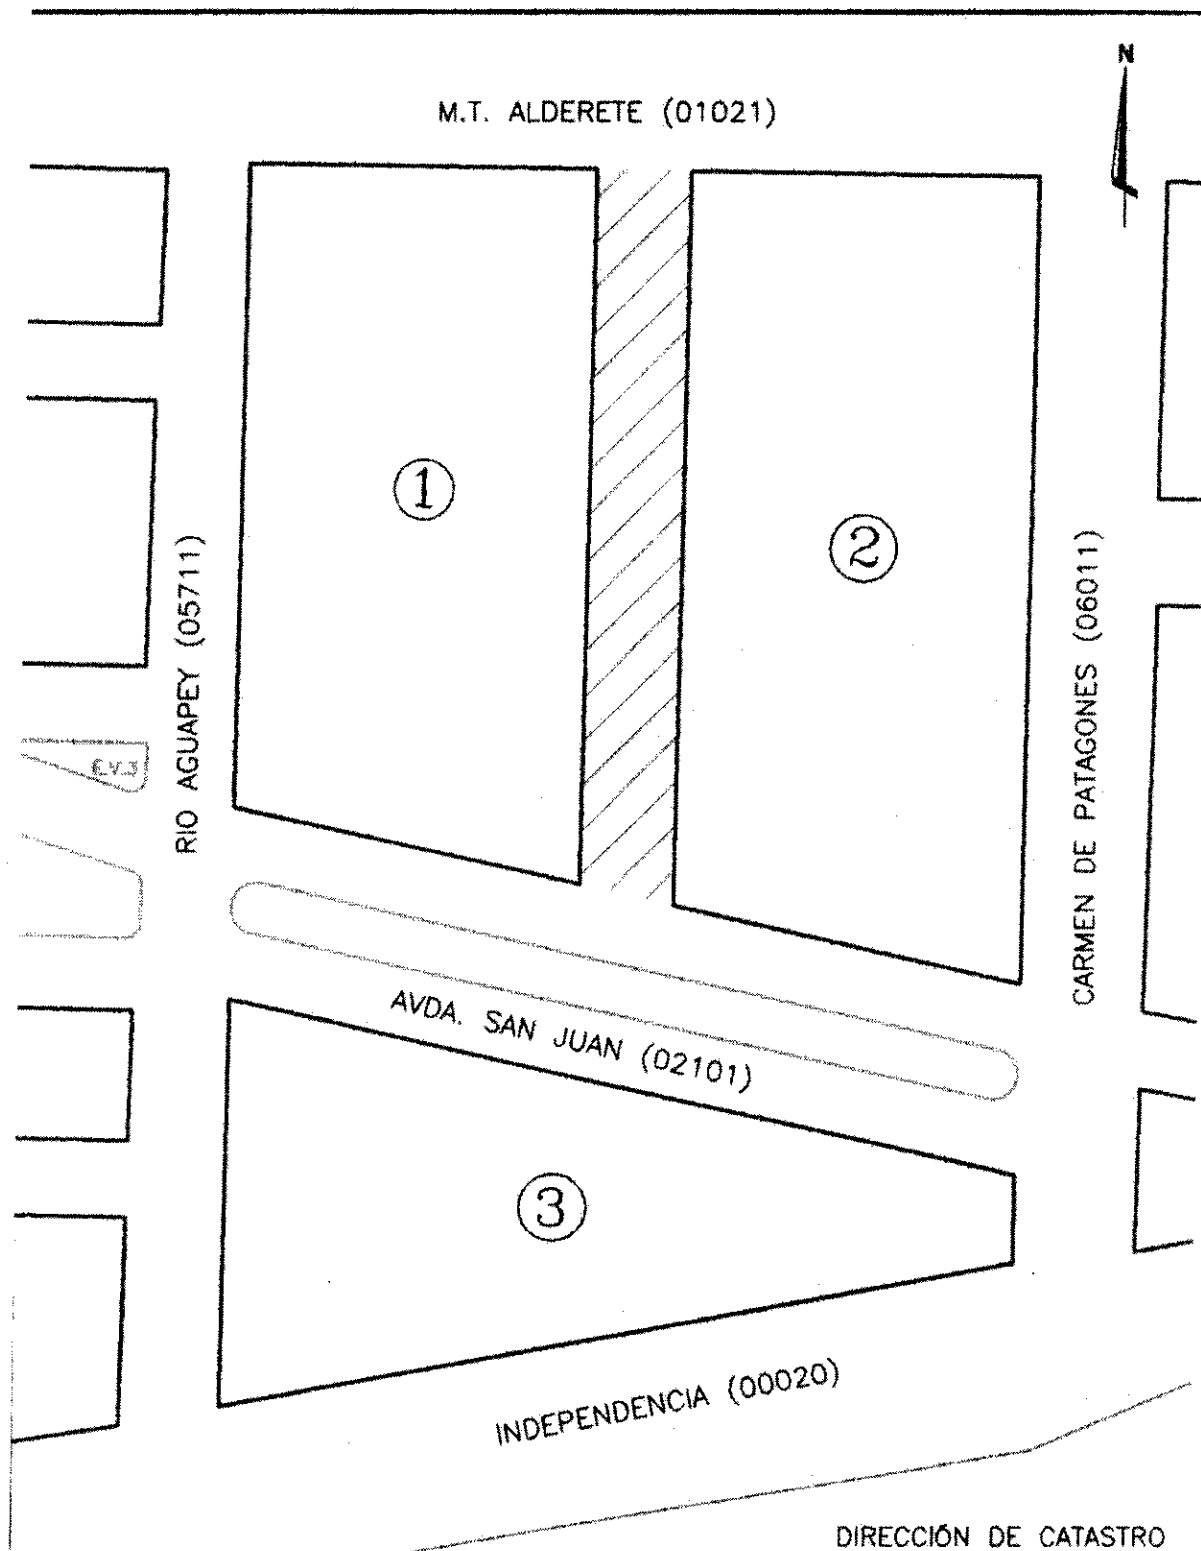 N
M.T. ALDERETE (01021)
1
2
RIO AGUAPEY (05711)
CARMEN DE PATAGONES (06011)
E.V.3
AVDA. SAN JUAN (02101)
3
INDEPENDENCIA (00020)
DIRECCIÓN DE CATASTRO